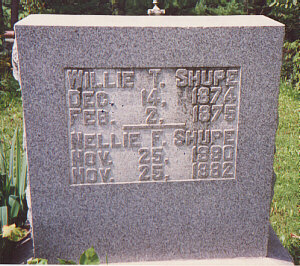 WILLIE T. SHUPE
DEC. 14, 1874
FEB. 2, 1875
NELLIE F. SHUPE
NOV. 25, 1880
NOV. 25, 1882